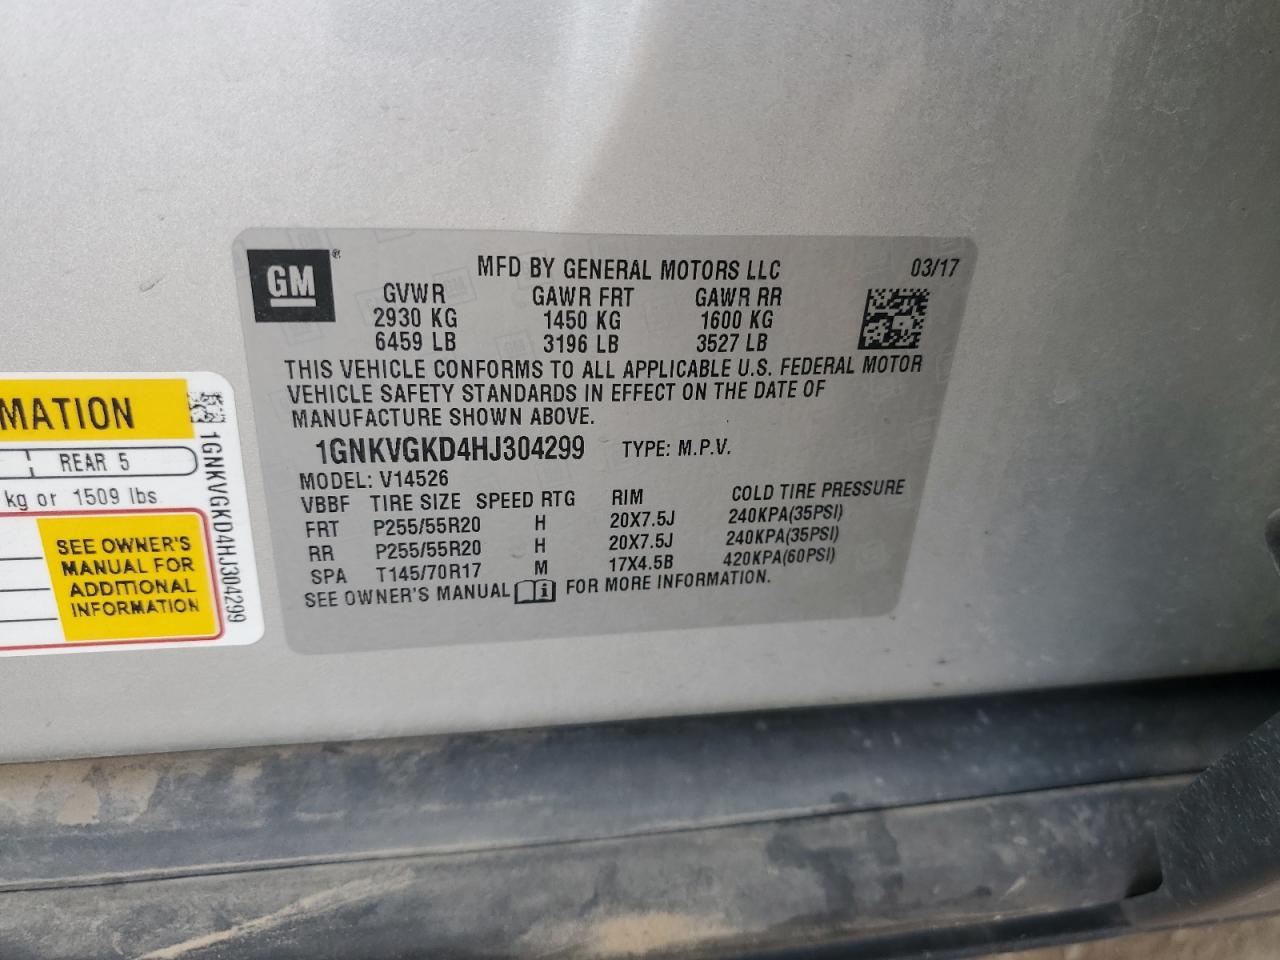 GM
®
MFD BY GENERAL MOTORS LLC 03/17
GVWR GAWR FRT GAWR RR
2930 KG 1450 KG 1600 KG
6459 LB 3196 LB 3527 LB
THIS VEHICLE CONFORMS TO ALL APPLICABLE U.S. FEDERAL MOTOR
VEHICLE SAFETY STANDARDS IN EFFECT ON THE DATE OF
MANUFACTURE SHOWN ABOVE.
1GNKVGKD4HJ304299 TYPE: M.P.V.
MODEL: V14526
VBBF TIRE SIZE SPEED RTG RIM COLD TIRE PRESSURE
FRT P255/55R20 H 20X7.5J 240KPA(35PSI)
RR P255/55R20 H 20X7.5J 240KPA(35PSI)
SPA T145/70R17 M 17X4.5B 420KPA(60PSI)
SEE OWNER'S MANUAL i FOR MORE INFORMATION.
MATION
REAR 5
kg or 1509 lbs
SEE OWNER'S
MANUAL FOR
ADDITIONAL
INFORMATION
1GNKVGKD4HJ304299